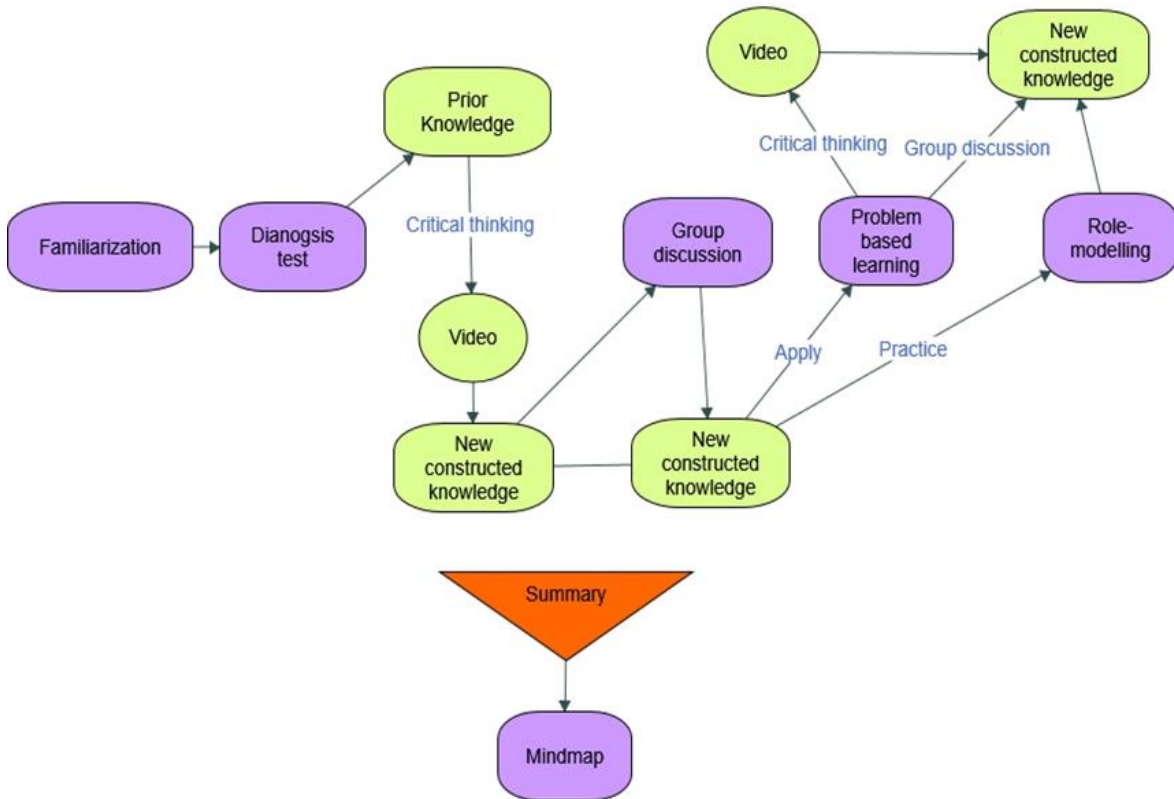 Video
New
constructed
knowledge
Prior
Knowledge
Critical thinking
Group discussion
Familiarization
Dianogsis
test
Critical thinking
Group
discussion
Problem
based
learning
Role-
modelling
Video
Apply
Practice
New
constructed
knowledge
New
constructed
knowledge
Summary
Mindmap